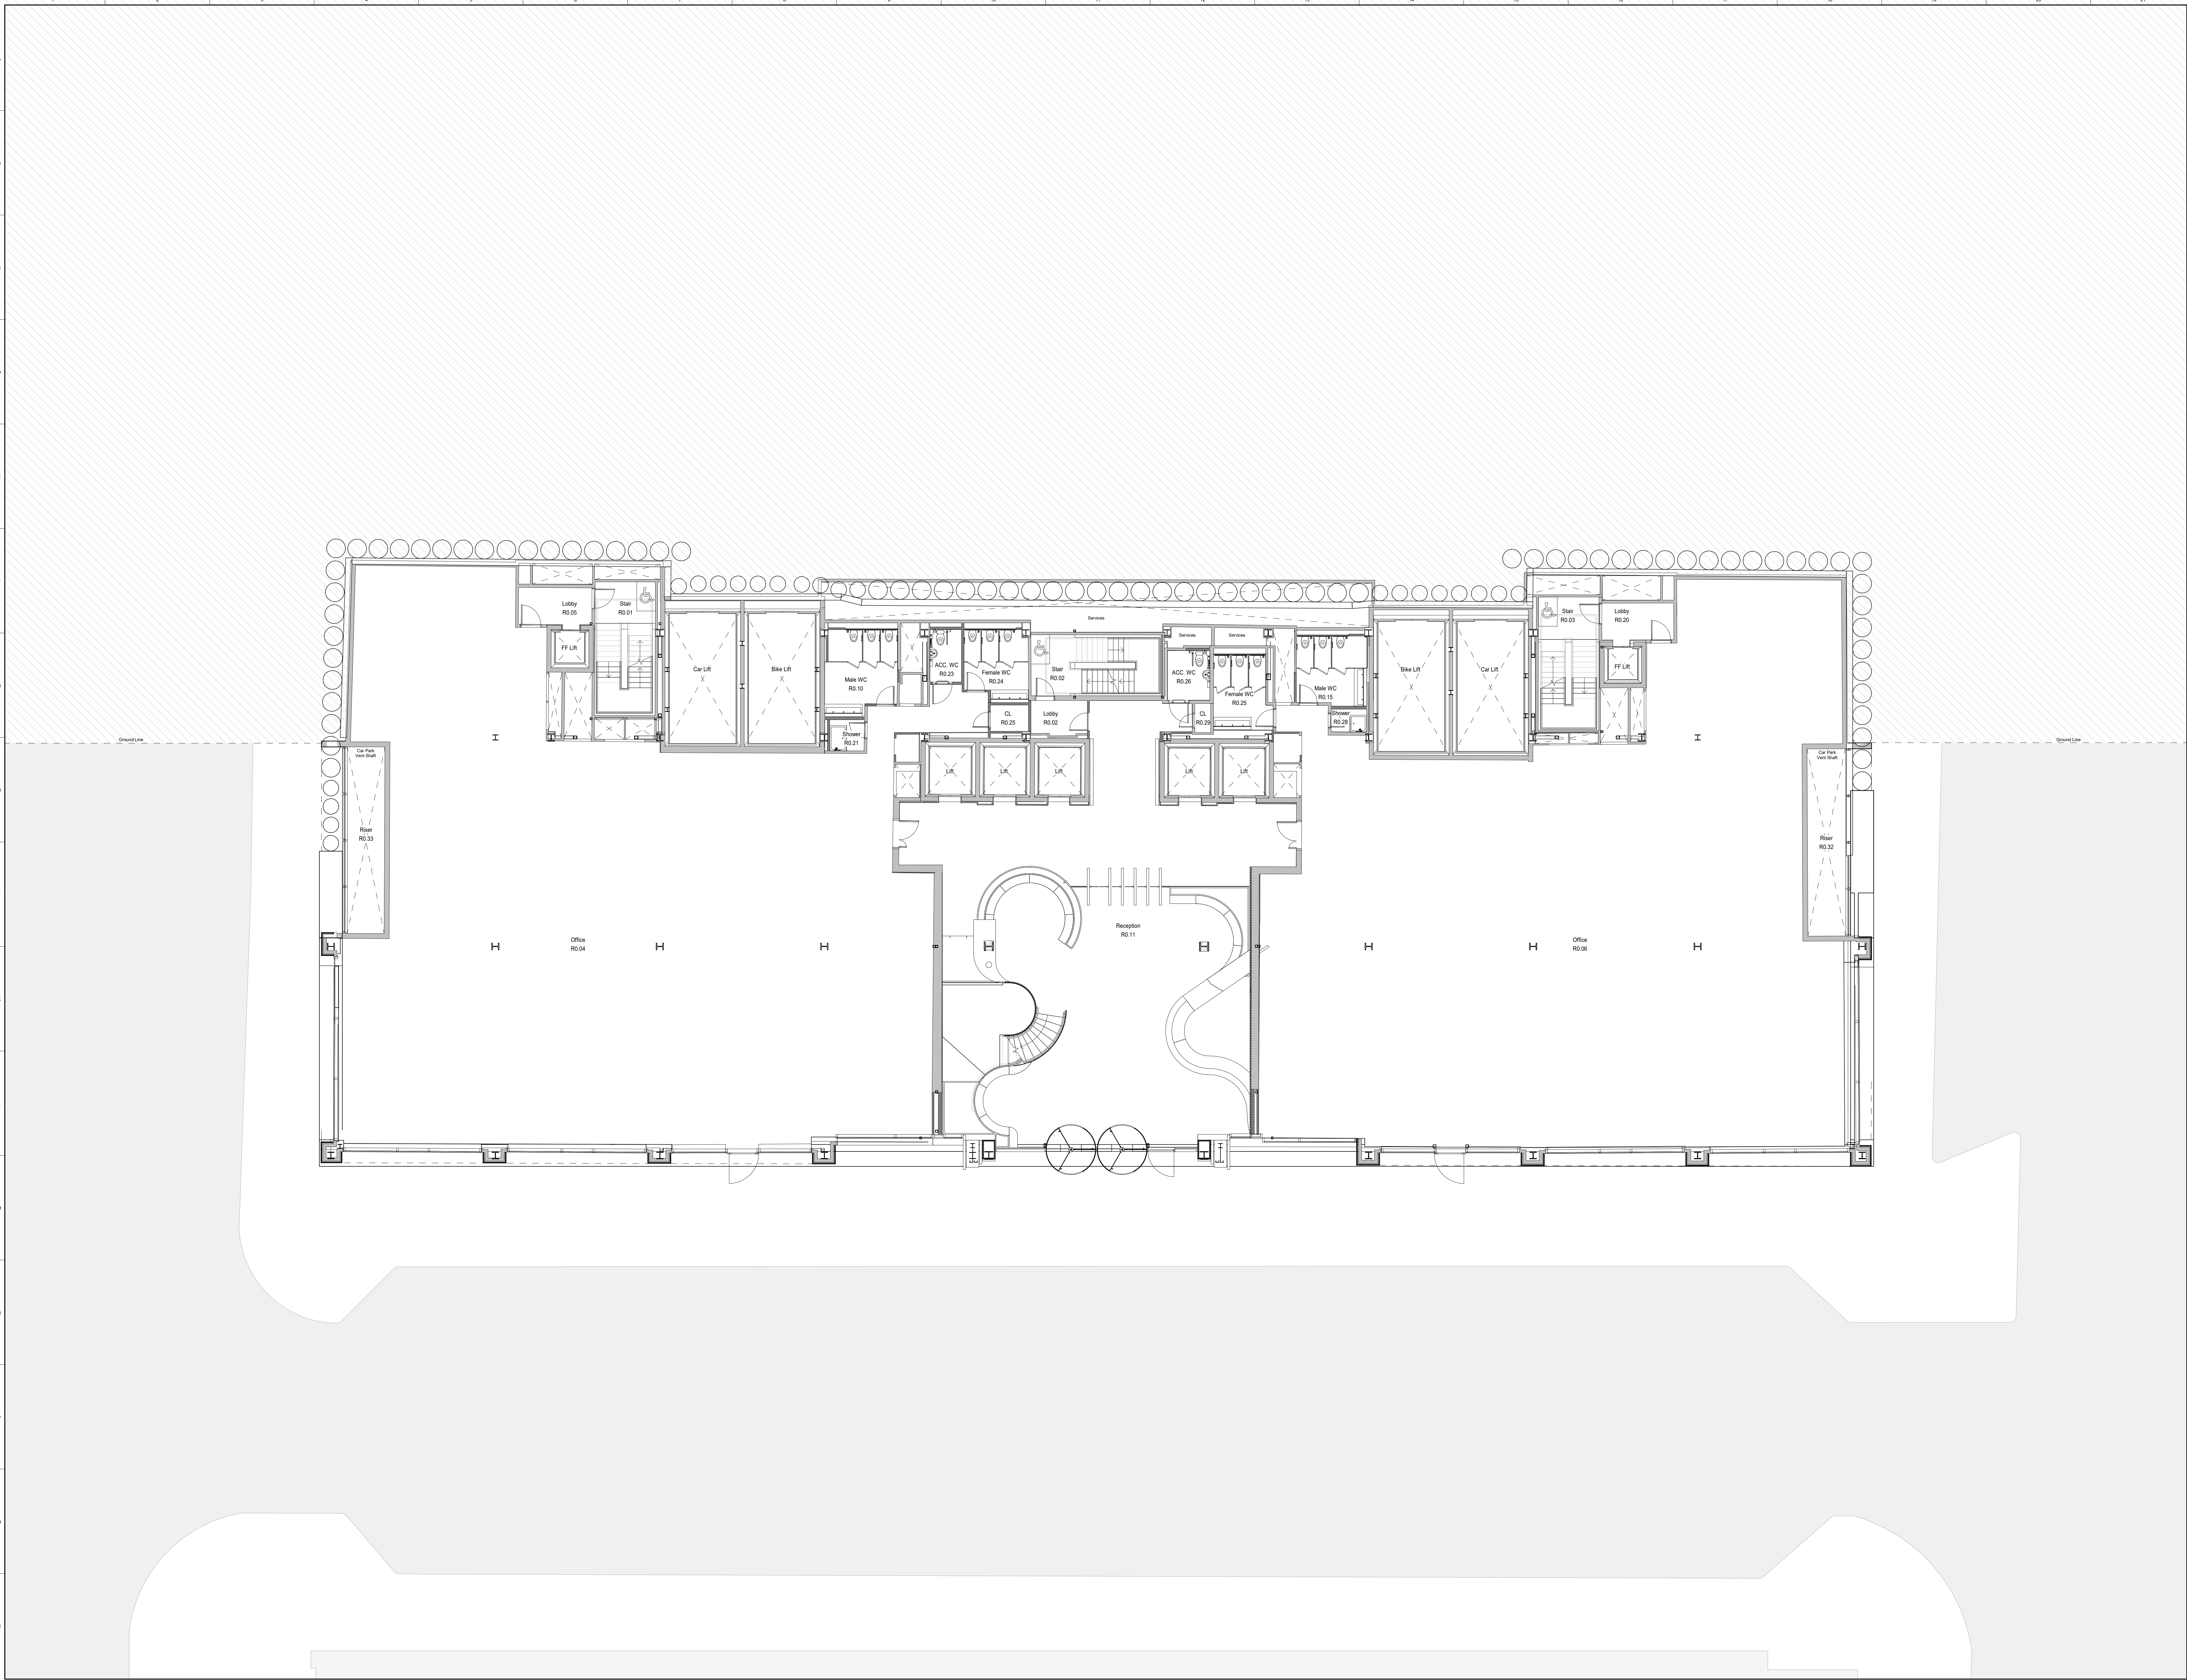 Lobby
R0.05
Stair
R0.01
FF Lift
Car Lift
Bike Lift
Male WC
R0.10
Shower
R0.21
ACC. WC
R0.23
Female WC
R0.24
CL
R0.25
Stair
R0.02
Lobby
R0.02
Services
Services
Services
ACC. WC
R0.26
CL
R0.29
Female WC
R0.25
Male WC
R0.15
Shower
R0.28
Bike Lift
Car Lift
Stair
R0.03
Lobby
R0.20
FF Lift
Ground Line
Ground Line
Car Park
Vent Shaft
Riser
R0.33
Lift
Lift
Lift
Lift
Lift
Car Park
Vent Shaft
Riser
R0.32
Office
R0.04
Reception
R0.11
Office
R0.06